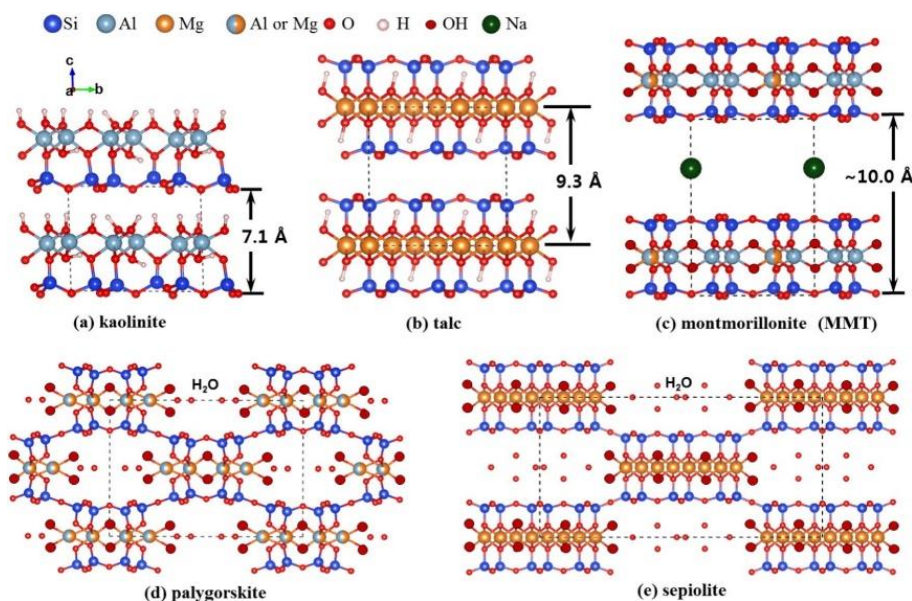 Si Al Mg Al or Mg O H OH Na
c
a b
7.1 Å
9.3 Å
~10.0 Å
(a) kaolinite (b) talc (c) montmorillonite (MMT)
H₂O H₂O
(d) palygorskite (e) sepiolite